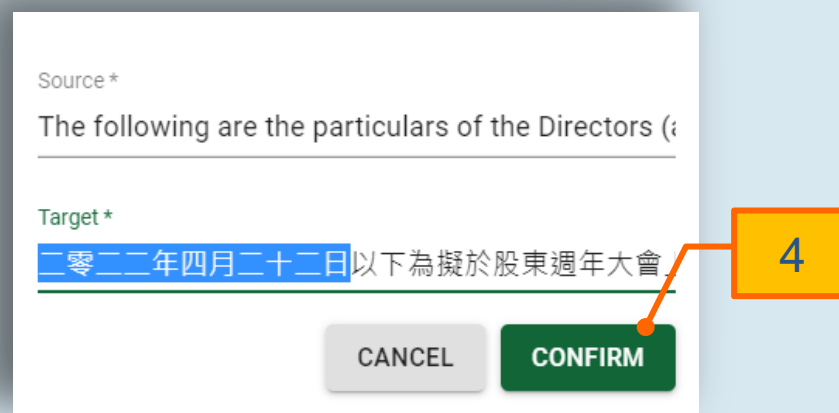 Source *
The following are the particulars of the Directors (
Target *
二零二二年四月二十二日以下為擬於股東週年大會
4
CANCEL CONFIRM